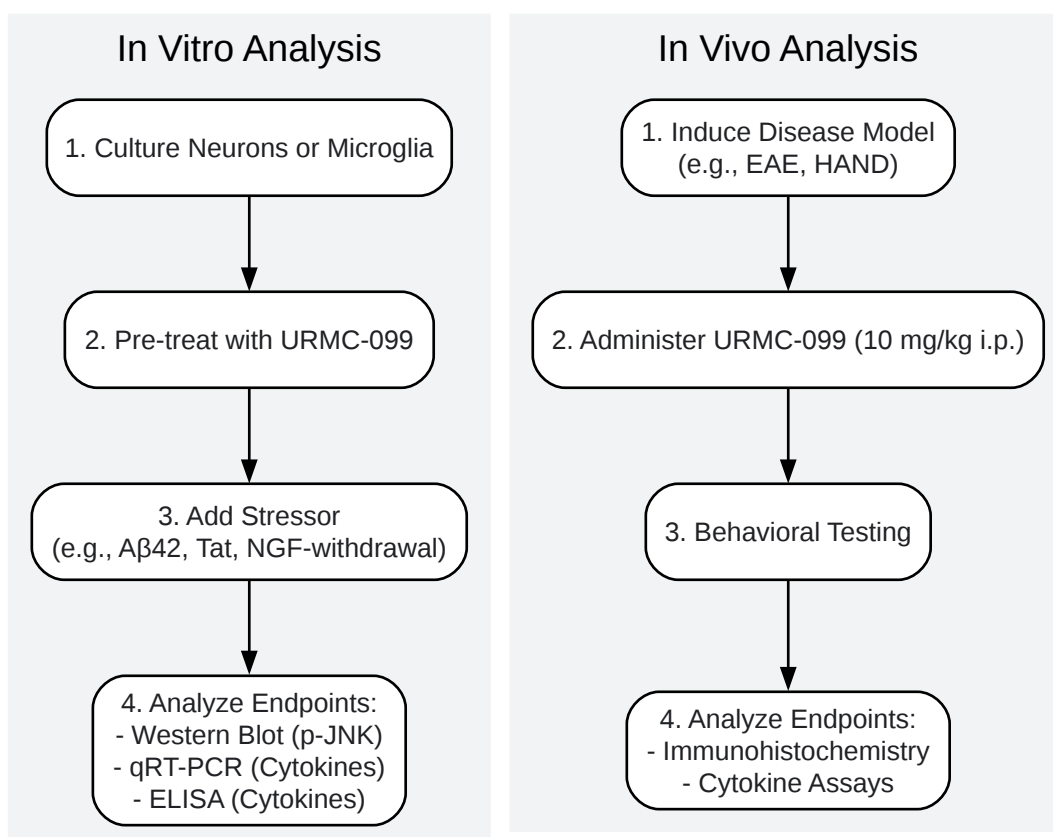 In Vitro Analysis
1. Culture Neurons or Microglia
2. Pre-treat with URMC-099
3. Add Stressor
(e.g., Aβ42, Tat, NGF-withdrawal)
4. Analyze Endpoints:
- Western Blot (p-JNK)
- qRT-PCR (Cytokines)
- ELISA (Cytokines)
In Vivo Analysis
1. Induce Disease Model
(e.g., EAE, HAND)
2. Administer URMC-099 (10 mg/kg i.p.)
3. Behavioral Testing
4. Analyze Endpoints:
- Immunohistochemistry
- Cytokine Assays